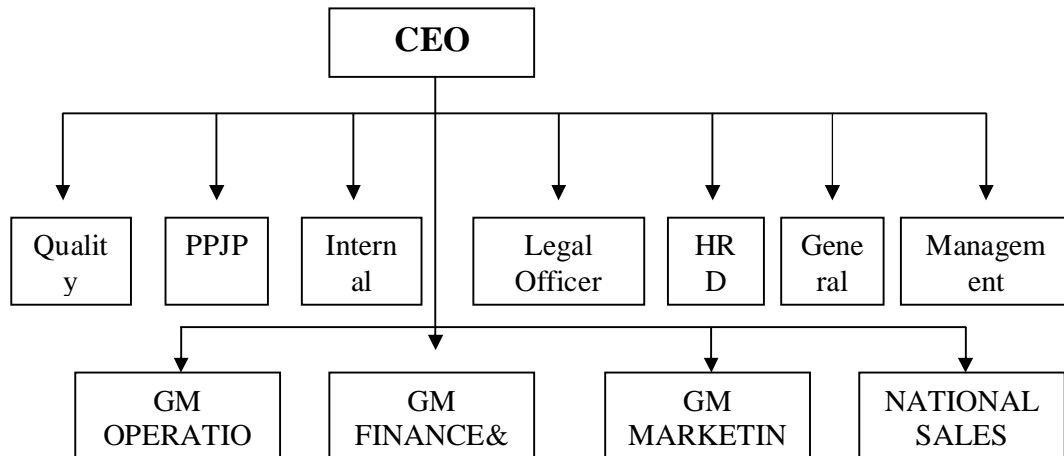 CEO
Qualit
y
PPJP
Intern
al
Legal
Officer
HR
D
Gene
ral
Managem
ent
GM
OPERATIO
GM
FINANCE&
GM
MARKETIN
NATIONAL
SALES